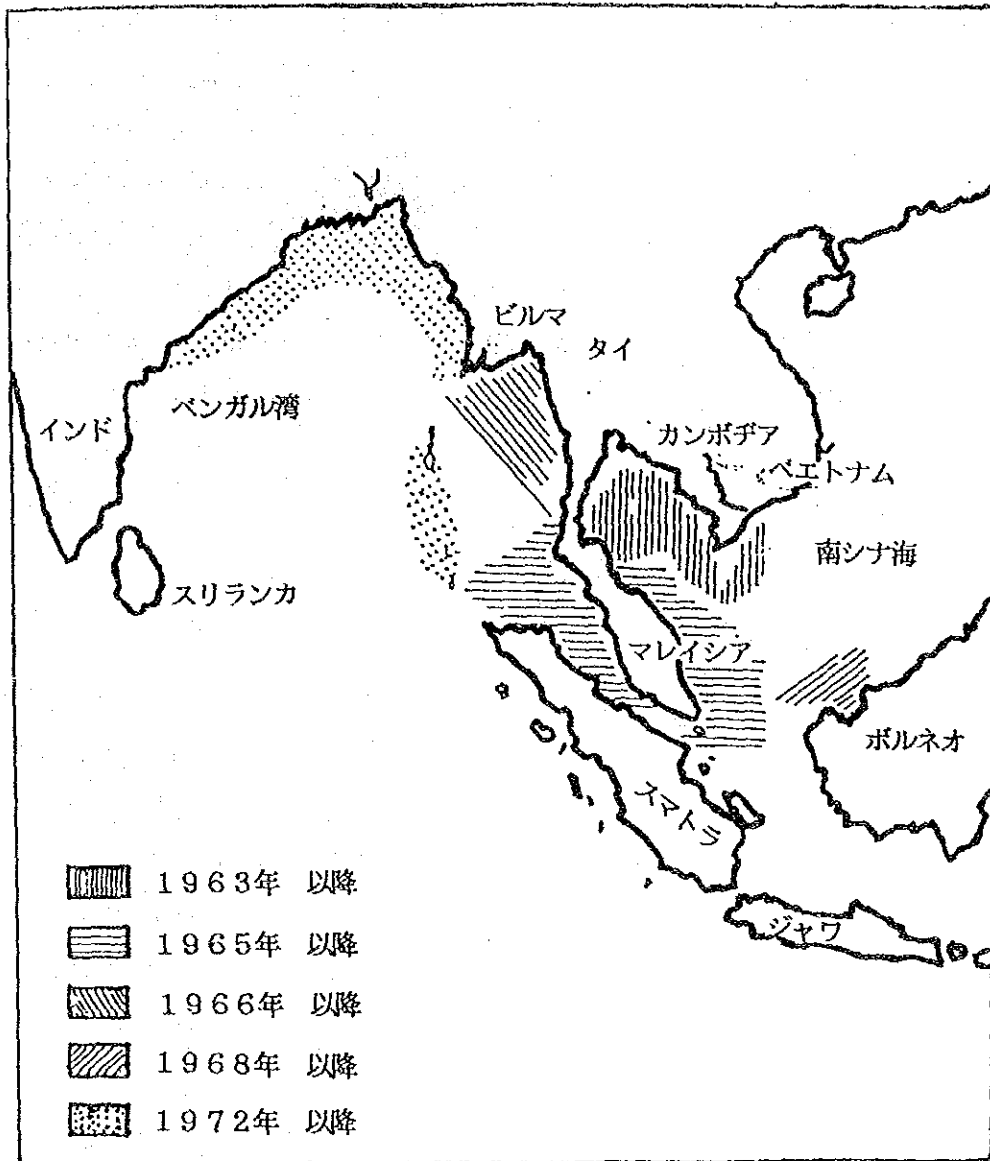 ビルマ
タイ
インド
ベンガル湾
カンボヂア
ベエトナム
南シナ海
スリランカ
マレイシア
ボルネオ
スマトラ
ジャワ
1963年 以降
1965年 以降
1966年 以降
1968年 以降
1972年 以降